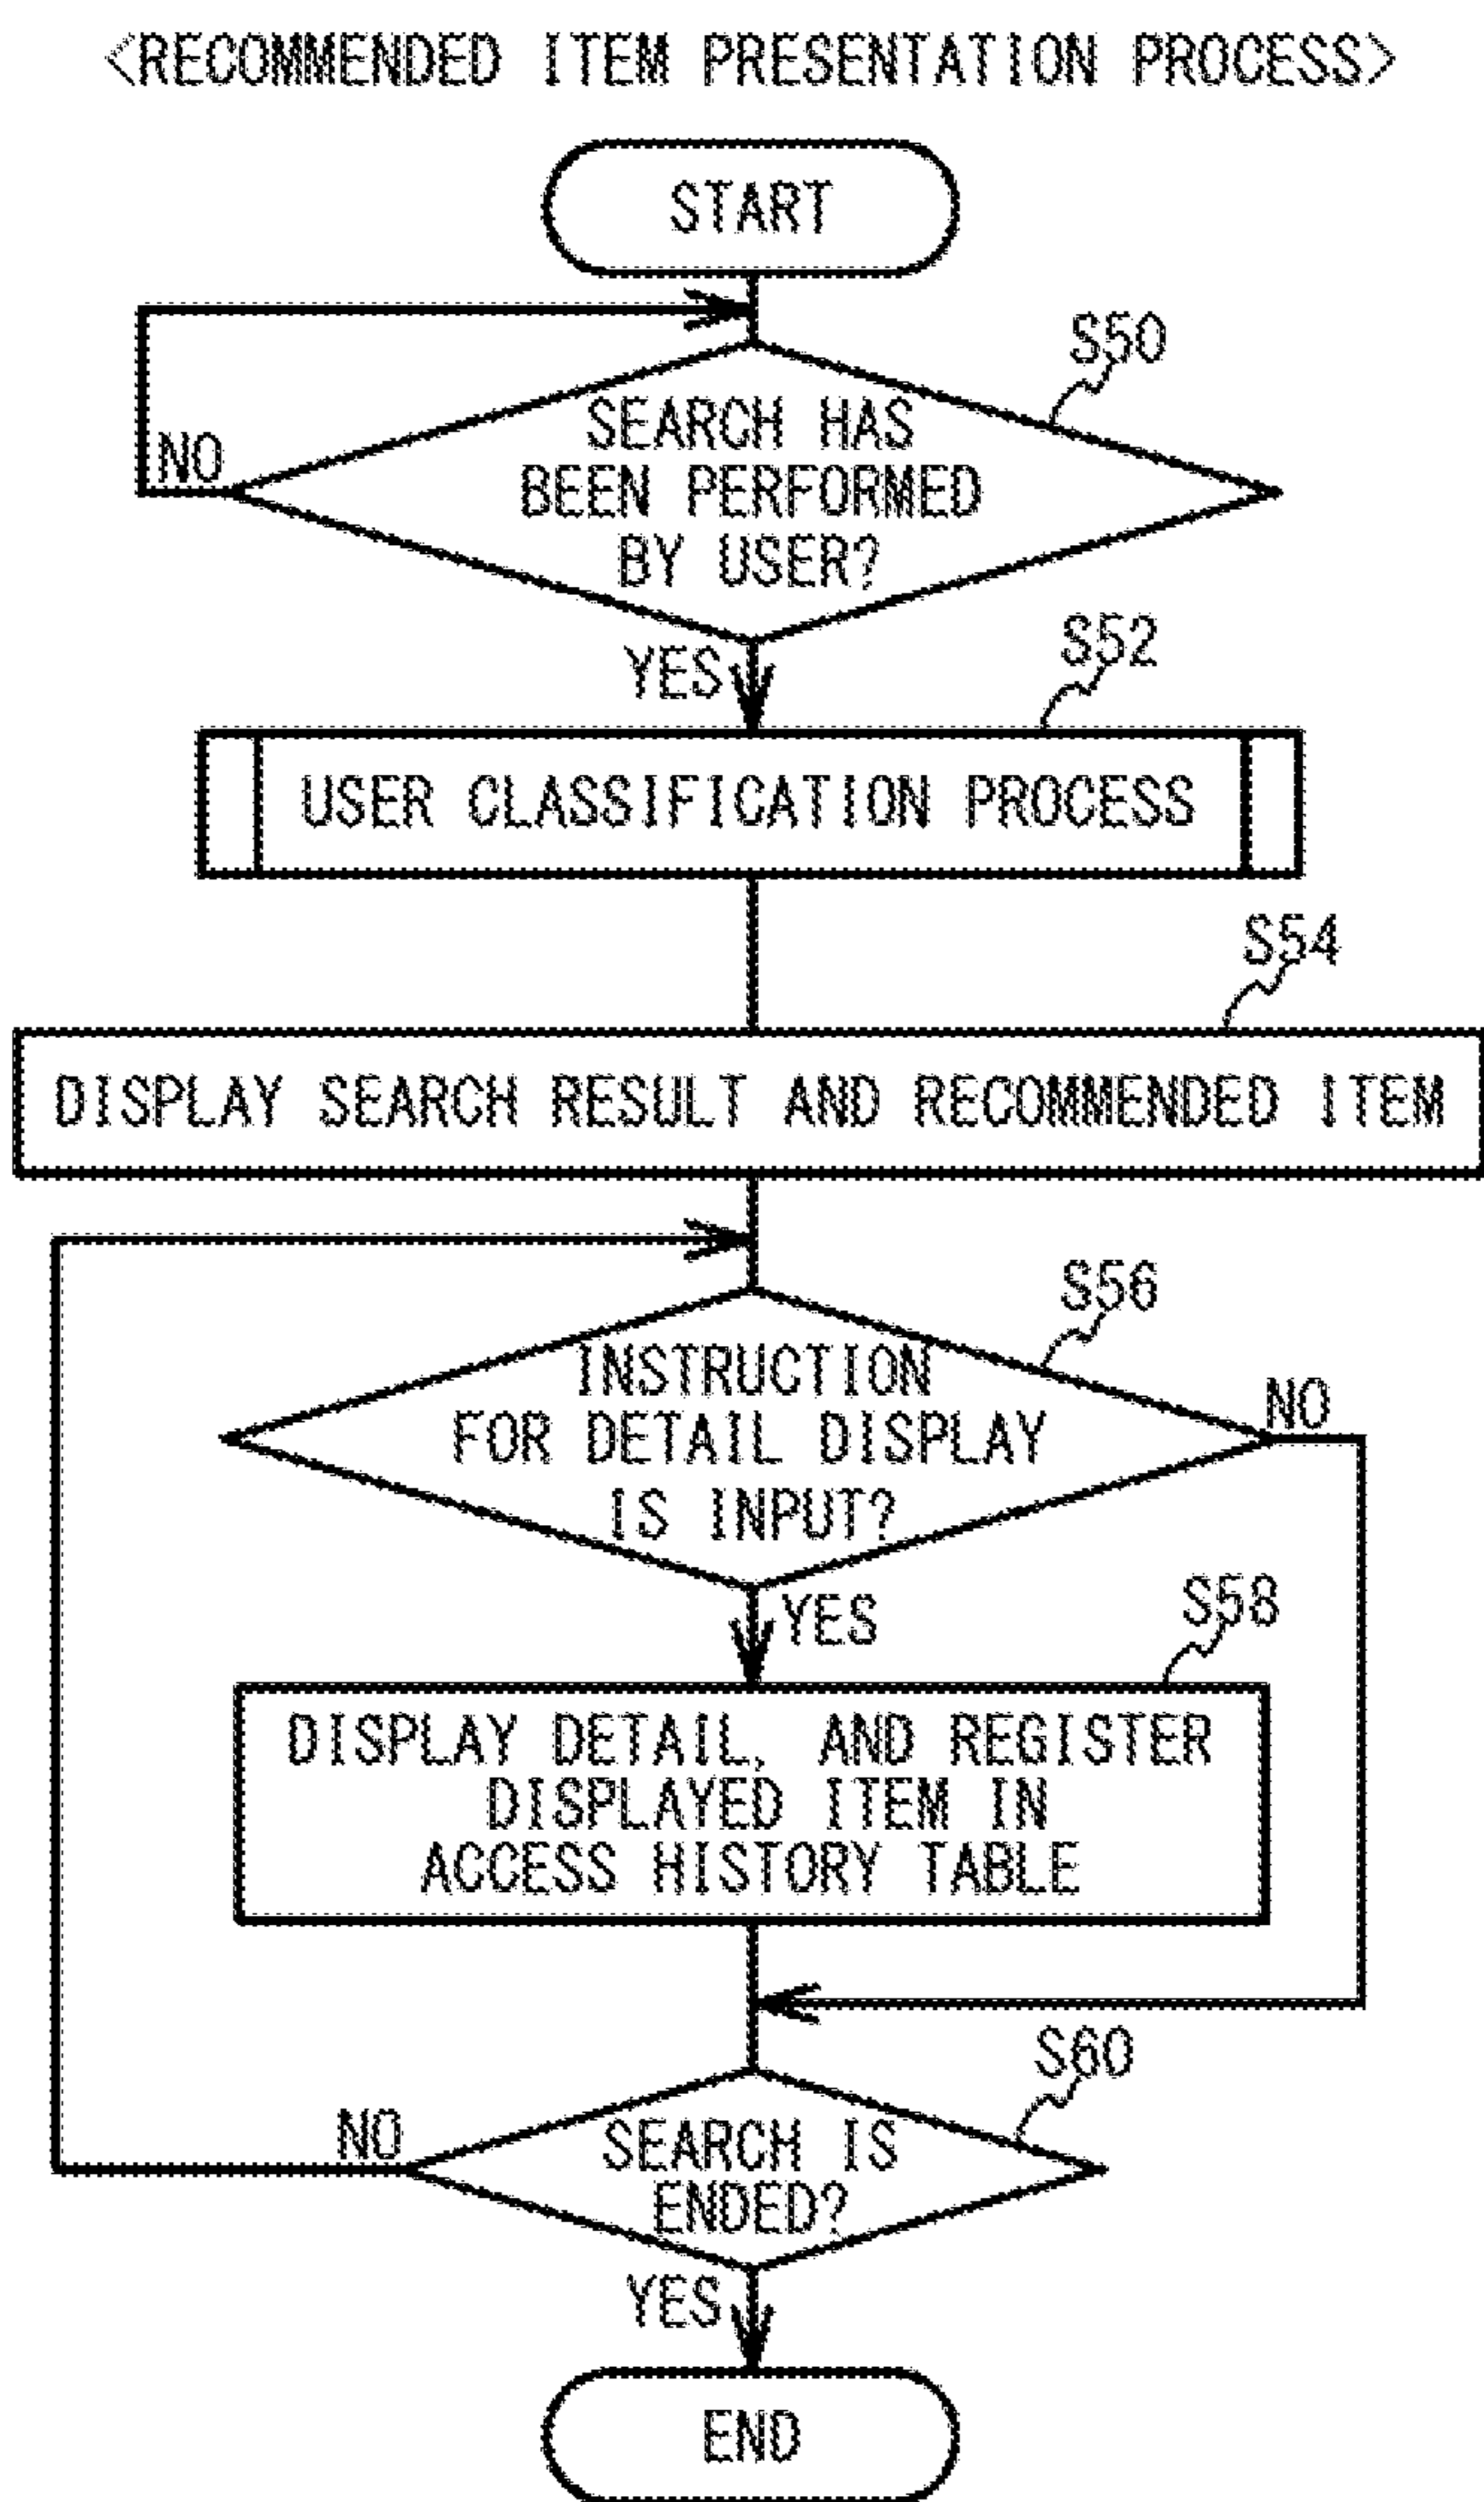 <RECOMMENDED ITEM PRESENTATION PROCESS>
START
S50
SEARCH HAS
BEEN PERFORMED
BY USER?
NO
YES
S52
USER CLASSIFICATION PROCESS
S54
DISPLAY SEARCH RESULT AND RECOMMENDED ITEM
S56
INSTRUCTION
FOR DETAIL DISPLAY
IS INPUT?
NO
YES
S58
DISPLAY DETAIL, AND REGISTER
DISPLAYED ITEM IN
ACCESS HISTORY TABLE
S60
SEARCH IS
ENDED?
NO
YES
END